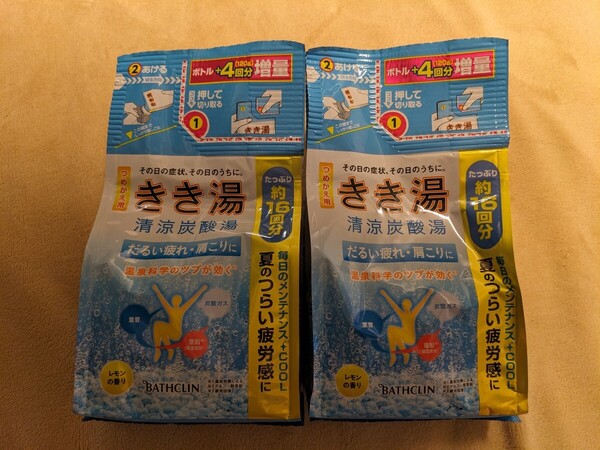 ②あける
ボトル+4回分(120g)増量
押して
切り取る
①
きき湯
つめかえ用
その日の症状、その日のうちに。
きき湯
清涼炭酸湯
だるい疲れ・肩こりに
温泉科学のツブが効く
たっぷり
約16回分
毎日のメンテナンス+COOL
夏のつらい疲労感に
炭酸ガス
レモンの香り
BATHCLIN
②あける
ボトル+4回分(120g)増量
押して
切り取る
①
きき湯
つめかえ用
その日の症状、その日のうちに。
きき湯
清涼炭酸湯
だるい疲れ・肩こりに
温泉科学のツブが効く
たっぷり
約16回分
毎日のメンテナンス+COOL
夏のつらい疲労感に
炭酸ガス
レモンの香り
BATHCLIN